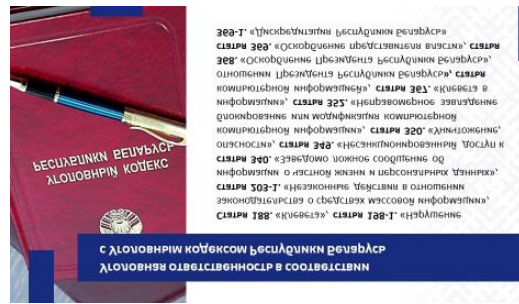 Уголовная ответственность в соответствии
с Уголовным кодексом Республики Беларусь
УГОЛОВНЫЙ КОДЕКС
РЕСПУБЛИКИ БЕЛАРУСЬ
Статья 188. «Клевета», статья 198-1. «Нарушение
законодательства о средствах массовой информации»,
статья 203-1. «Незаконные действия в отношении
информации о частной жизни и персональных данных»,
статья 340. «Заведомо ложное сообщение об
опасности», статья 349. «Несанкционированный доступ к
компьютерной информации», статья 350. «Уничтожение,
блокирование или модификация компьютерной
информации», статья 352. «Неправомерное завладение
компьютерной информацией», статья 367. «Клевета в
отношении Президента Республики Беларусь», статья
368. «Оскорбление Президента Республики Беларусь»,
статья 369. «Оскорбление представителя власти», статья
369-1. «Дискредитация Республики Беларусь»